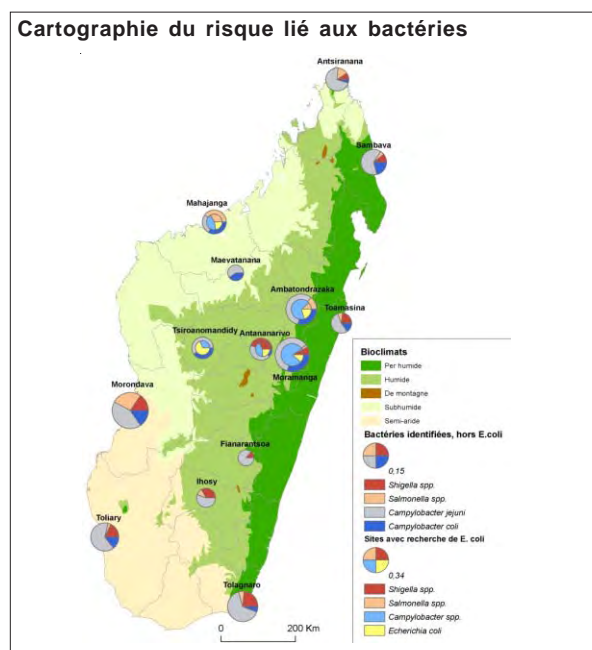 Cartographie du risque lié aux bactéries
Antsiranana
Bambava
Mahajanga
Maevatanana
Ambatondrazaka
Toamasina
Tsiroanomandidy
Antananarivo
Moramanga
Morondava
Fianarantsoa
Ihosy
Toliary
Tolagnaro
0 200 Km
Bioclimats
Per humide
Humide
De montagne
Subhumide
Semi-aride
Bactéries identifiées, hors E.coli
0,15
Shigella spp.
Salmonella spp.
Campylobacter jejuni
Campylobacter coli
Sites avec recherche de E. coli
0,34
Shigella spp.
Salmonella spp.
Campylobacter spp.
Echerichia coli